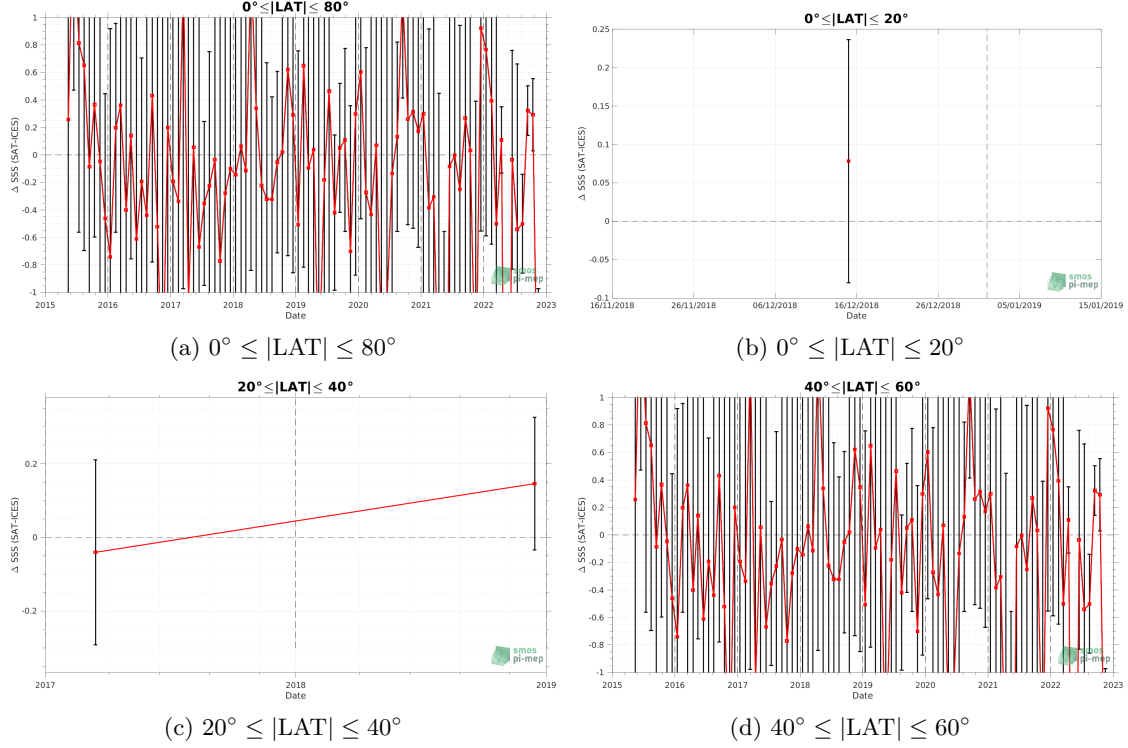 0°≤|LAT|≤ 80°
1
0.8
0.6
0.4
0.2
0
-0.2
-0.4
-0.6
-0.8
-1
Δ SSS (SAT-ICES)
2015 2016 2017 2018 2019 2020 2021 2022 2023
Date
smos
pi-mep
(a) 0° ≤ |LAT| ≤ 80°
0°≤|LAT|≤ 20°
0.25
0.2
0.15
0.1
0.05
0
-0.05
-0.1
Δ SSS (SAT-ICES)
16/11/2018 26/11/2018 06/12/2018 16/12/2018 26/12/2018 05/01/2019 15/01/2019
Date
smos
pi-mep
(b) 0° ≤ |LAT| ≤ 20°
20°≤|LAT|≤ 40°
0.2
0
-0.2
Δ SSS (SAT-ICES)
2017 2018 2019
Date
smos
pi-mep
(c) 20° ≤ |LAT| ≤ 40°
40°≤|LAT|≤ 60°
1
0.8
0.6
0.4
0.2
0
-0.2
-0.4
-0.6
-0.8
-1
Δ SSS (SAT-ICES)
2015 2016 2017 2018 2019 2020 2021 2022 2023
Date
smos
pi-mep
(d) 40° ≤ |LAT| ≤ 60°